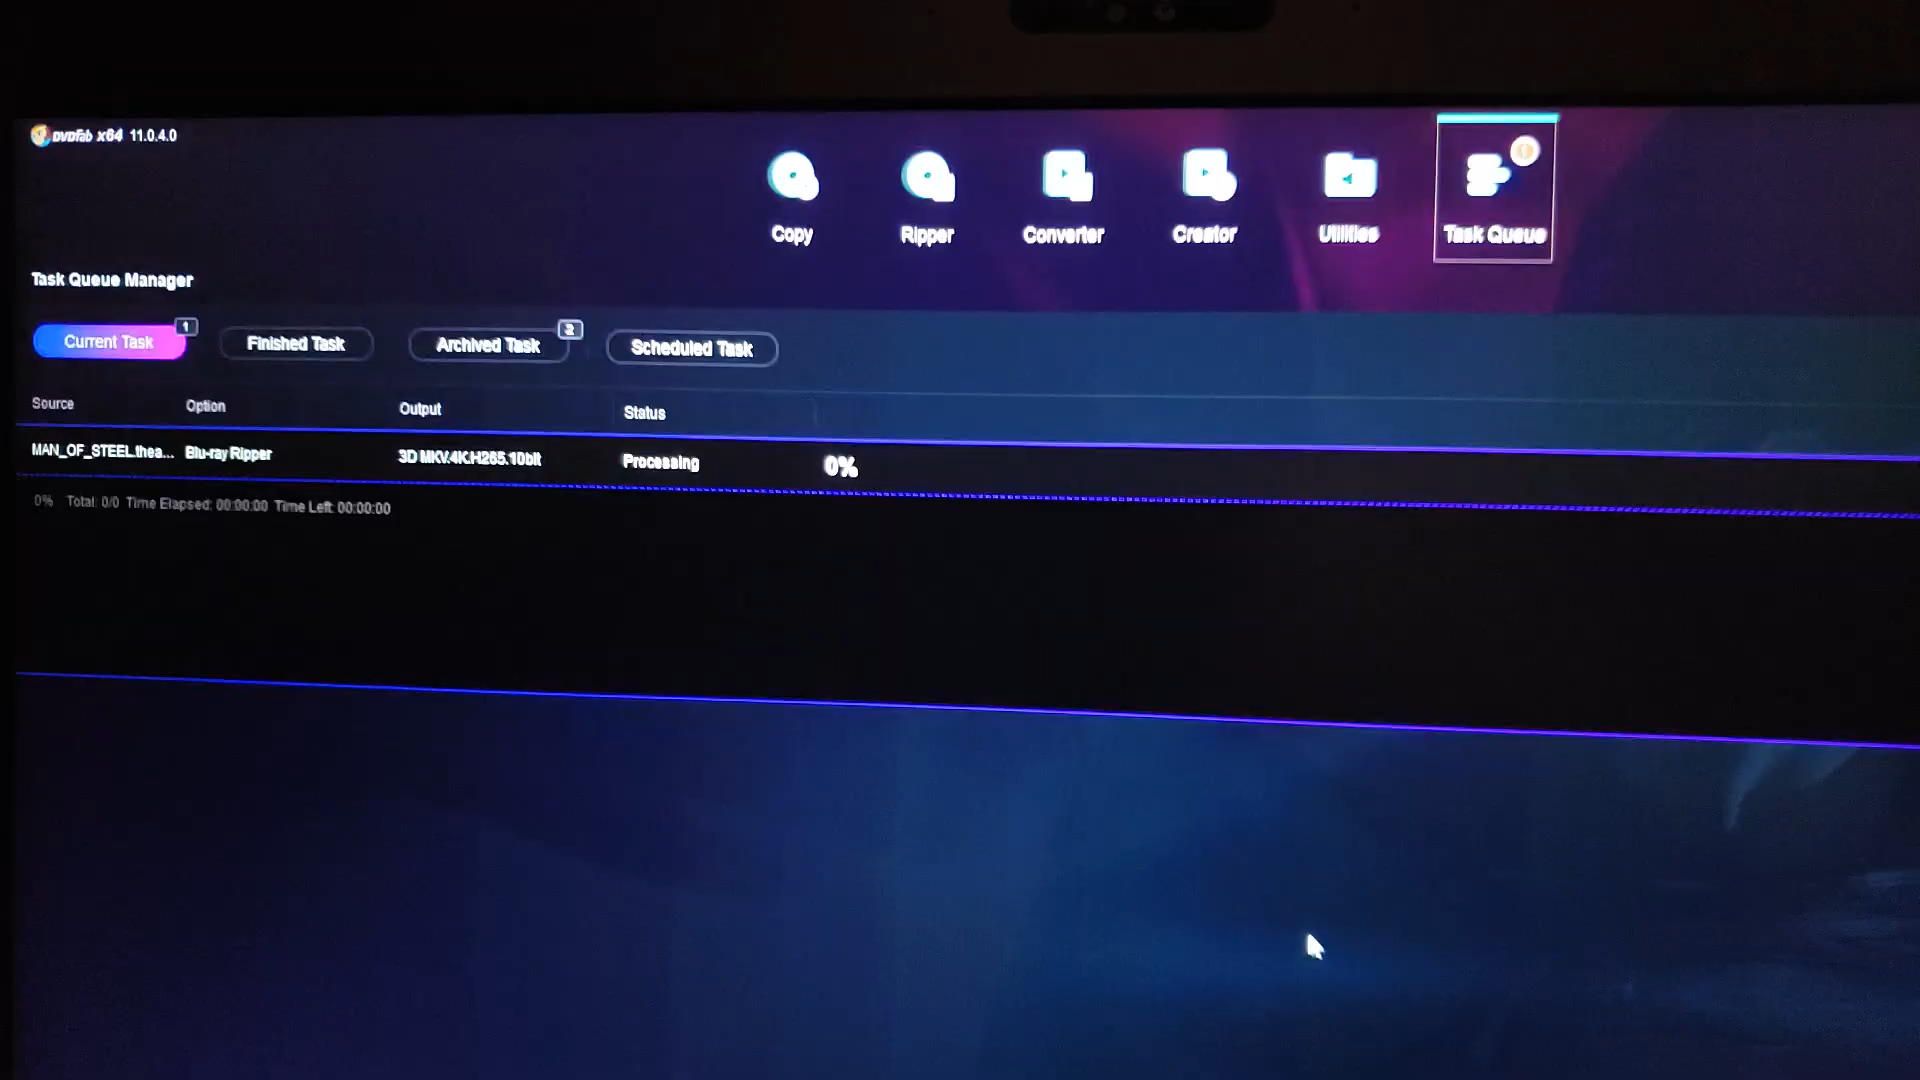 DVDFab x64 11.0.4.0
Copy
Ripper
Converter
Creator
Utilities
Task Queue
Task Queue Manager
Current Task 1
Finished Task
Archived Task 2
Scheduled Task
Source Option Output Status
MAN_OF_STEEL.thea... Blu-ray Ripper 3D MKV.4K.H265.10bit Processing 0%
0% Total: 0/0 Time Elapsed: 00:00:00 Time Left: 00:00:00